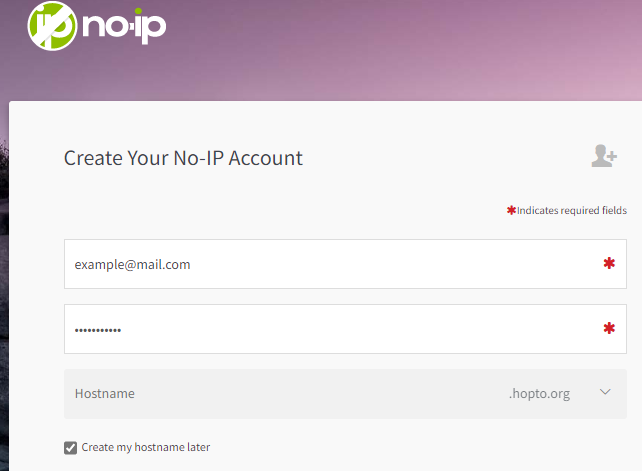 ip no-ip
Create Your No-IP Account
✱Indicates required fields
example@mail.com ✱
••••••••••• ✱
Hostname .hopto.org
Create my hostname later